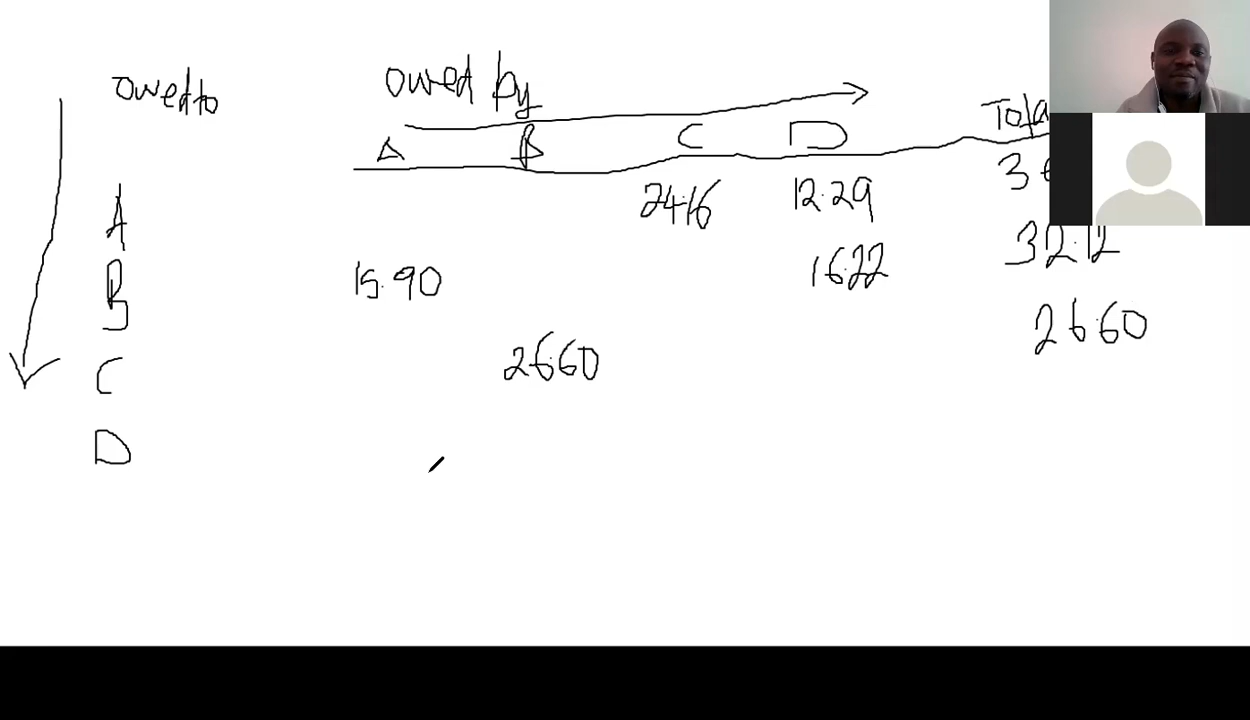 owed to owed by
A B C D Total
A 24.16 12.29 3
B 15.90 16.22 32.12
C 26.60 26.60
D